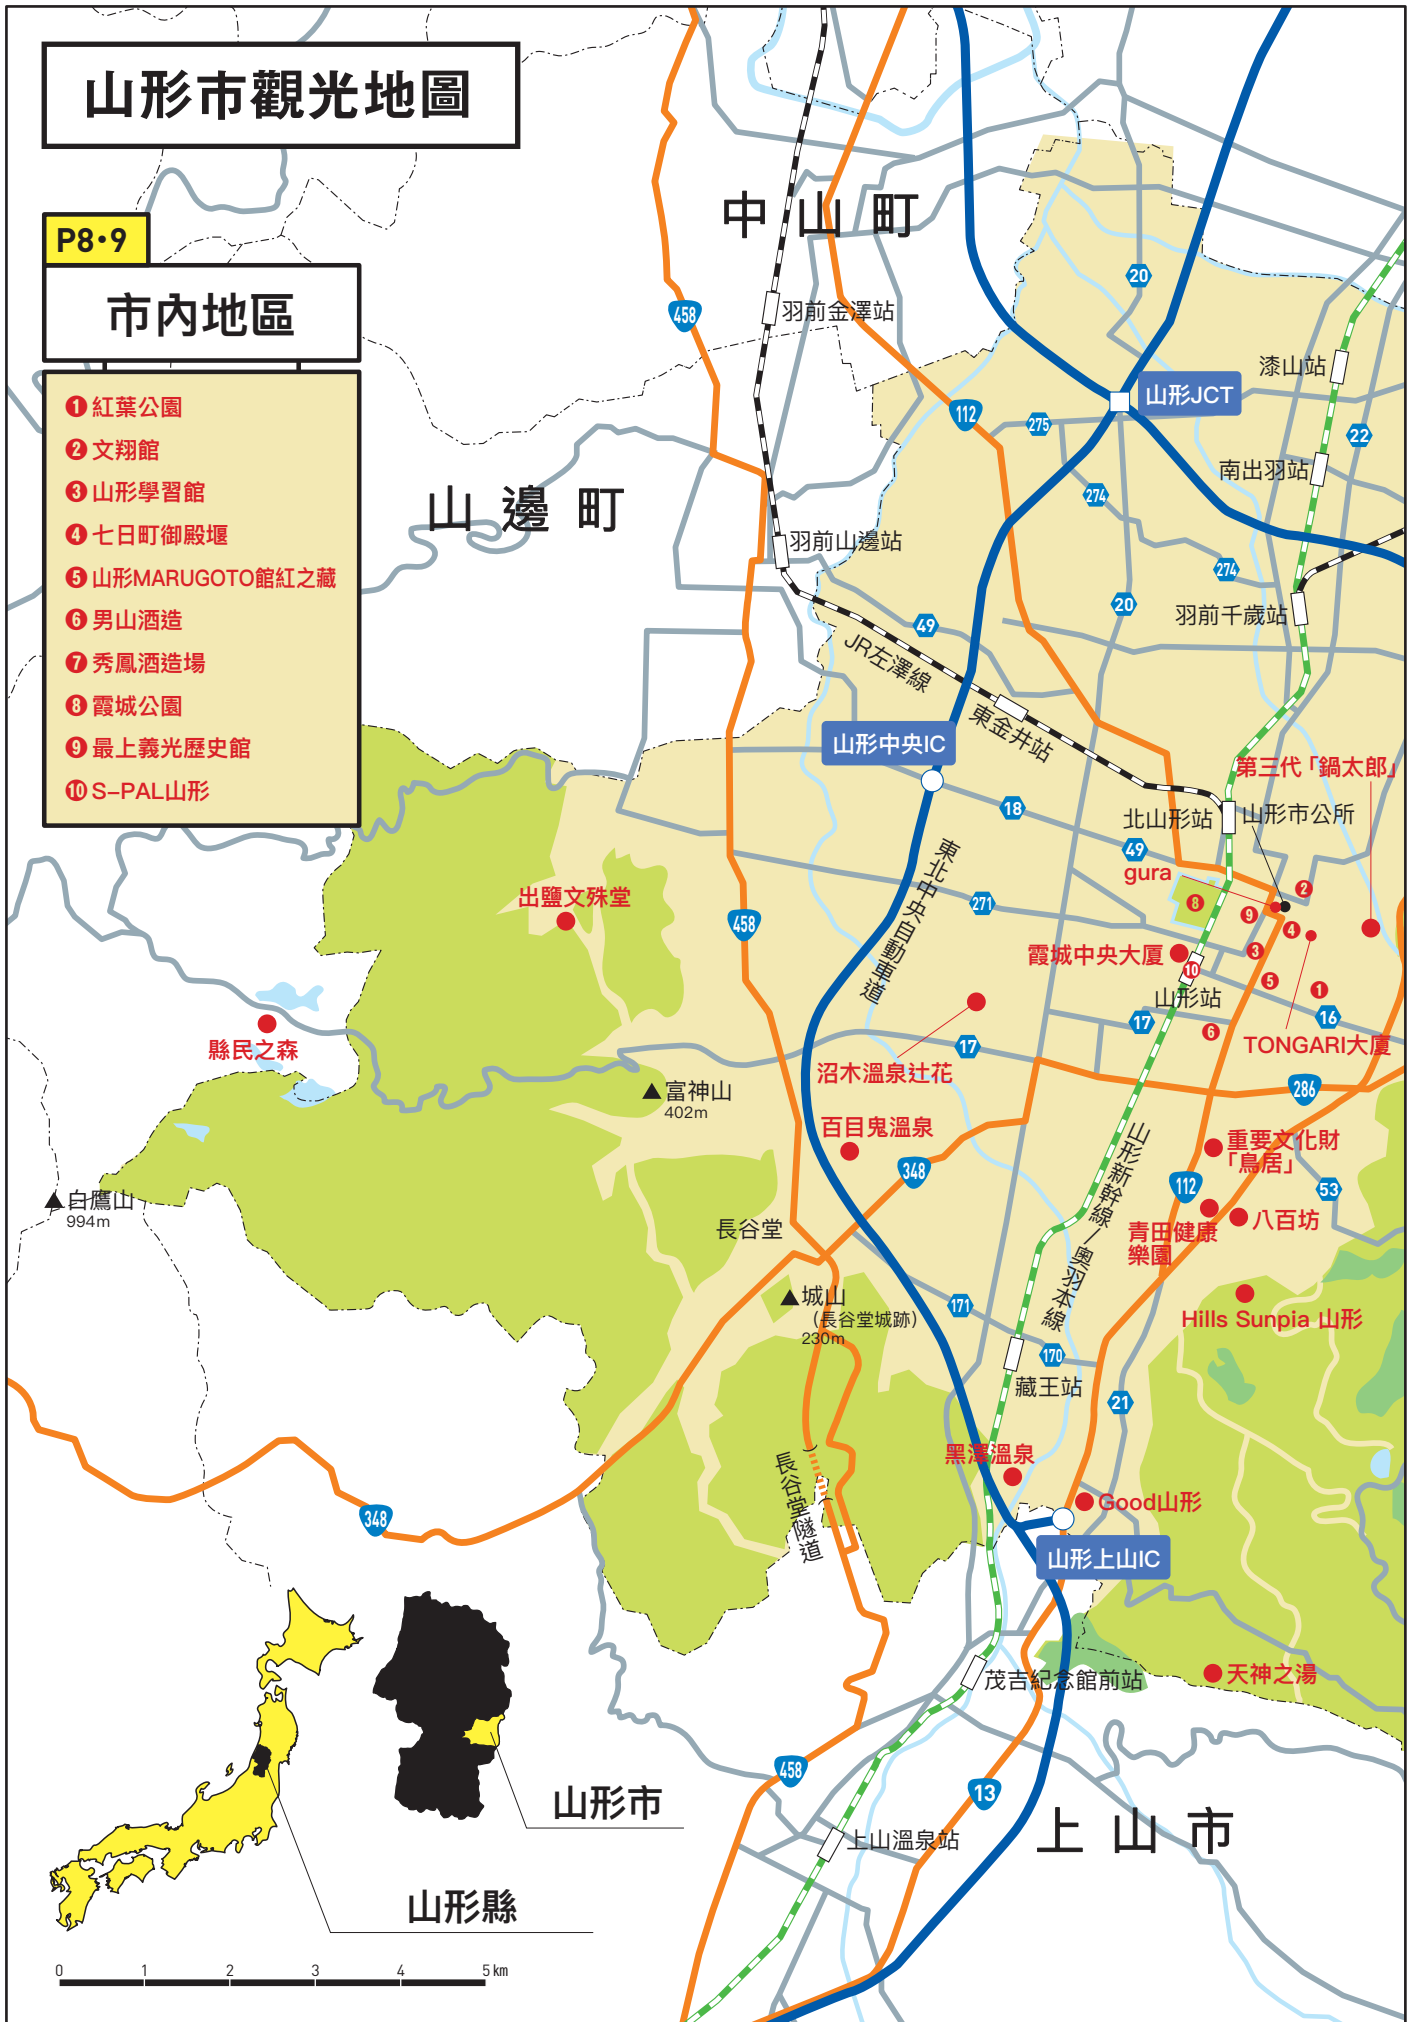 山形市觀光地圖
P8・9
市內地區
❶紅葉公園
❷文翔館
❸山形學習館
❹七日町御殿堰
❺山形MARUGOTO館紅之藏
❻男山酒造
❼秀鳳酒造場
❽霞城公園
❾最上義光歷史館
❿S-PAL山形
中山町
20
458
羽前金澤站
漆山站
山形JCT
112
275
22
南出羽站
山邊町
274
羽前山邊站
274
20
羽前千歲站
49
JR左澤線
東金井站
山形中央IC
第三代「鍋太郎」
18
北山形站
山形市公所
49
gura
東北中央自動車道
出鹽文殊堂
458
271
8
2
9
4
3
霞城中央大廈
10
5
1
山形站
17
16
6
縣民之森
17
TONGARI大廈
沼木溫泉辻花
286
富神山
402m
百目鬼溫泉
山形新幹線/奧羽本線
重要文化財
「鳥居」
348
112
53
白鷹山
994m
長谷堂
八百坊
青田健康
樂園
城山
(長谷堂城跡)
230m
171
Hills Sunpia 山形
170
藏王站
21
長谷堂隧道
黑澤溫泉
Good山形
348
山形上山IC
天神之湯
茂吉紀念館前站
458
13
山形市
上山市
上山溫泉站
山形縣
0 1 2 3 4 5km